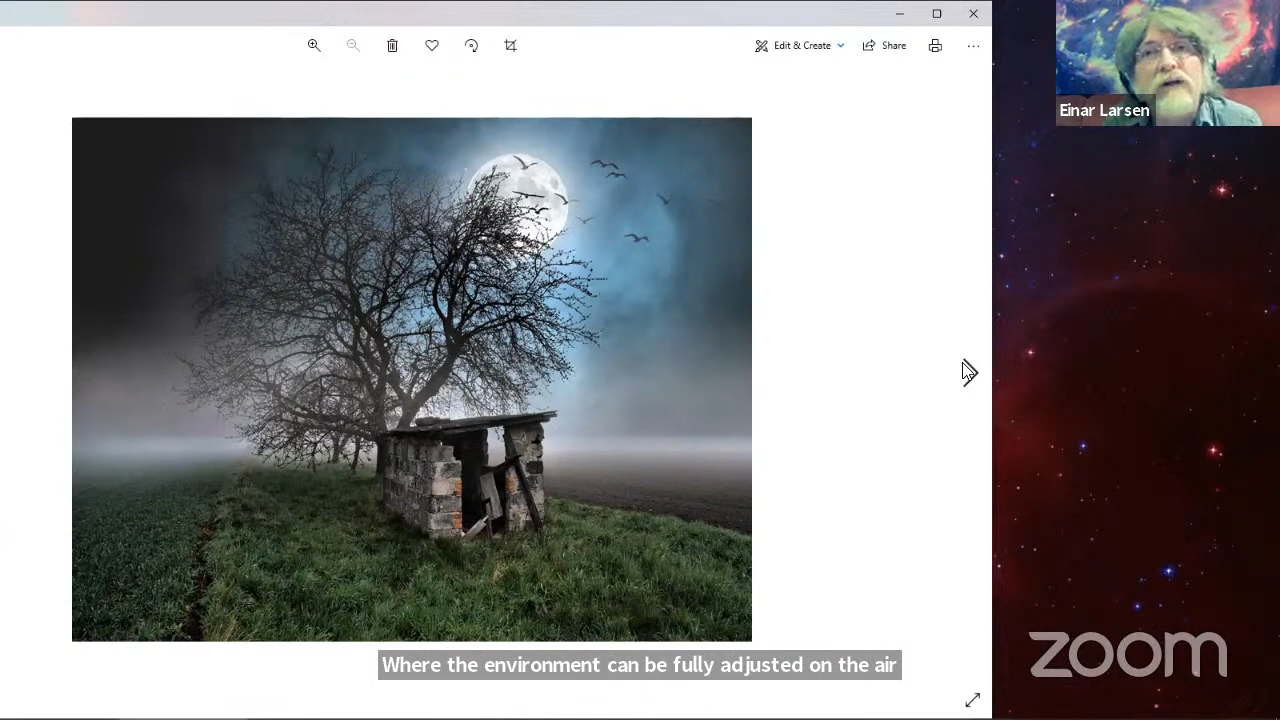 Edit & Create
Share
Einar Larsen
Where the environment can be fully adjusted on the air
zoom